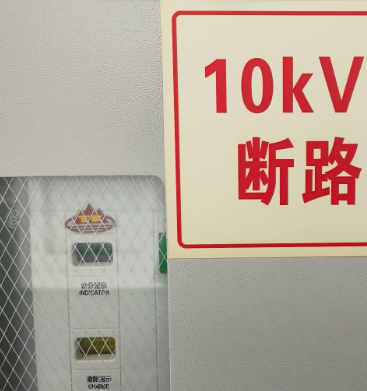 10kV
断路
INDICATOR
CHARGE